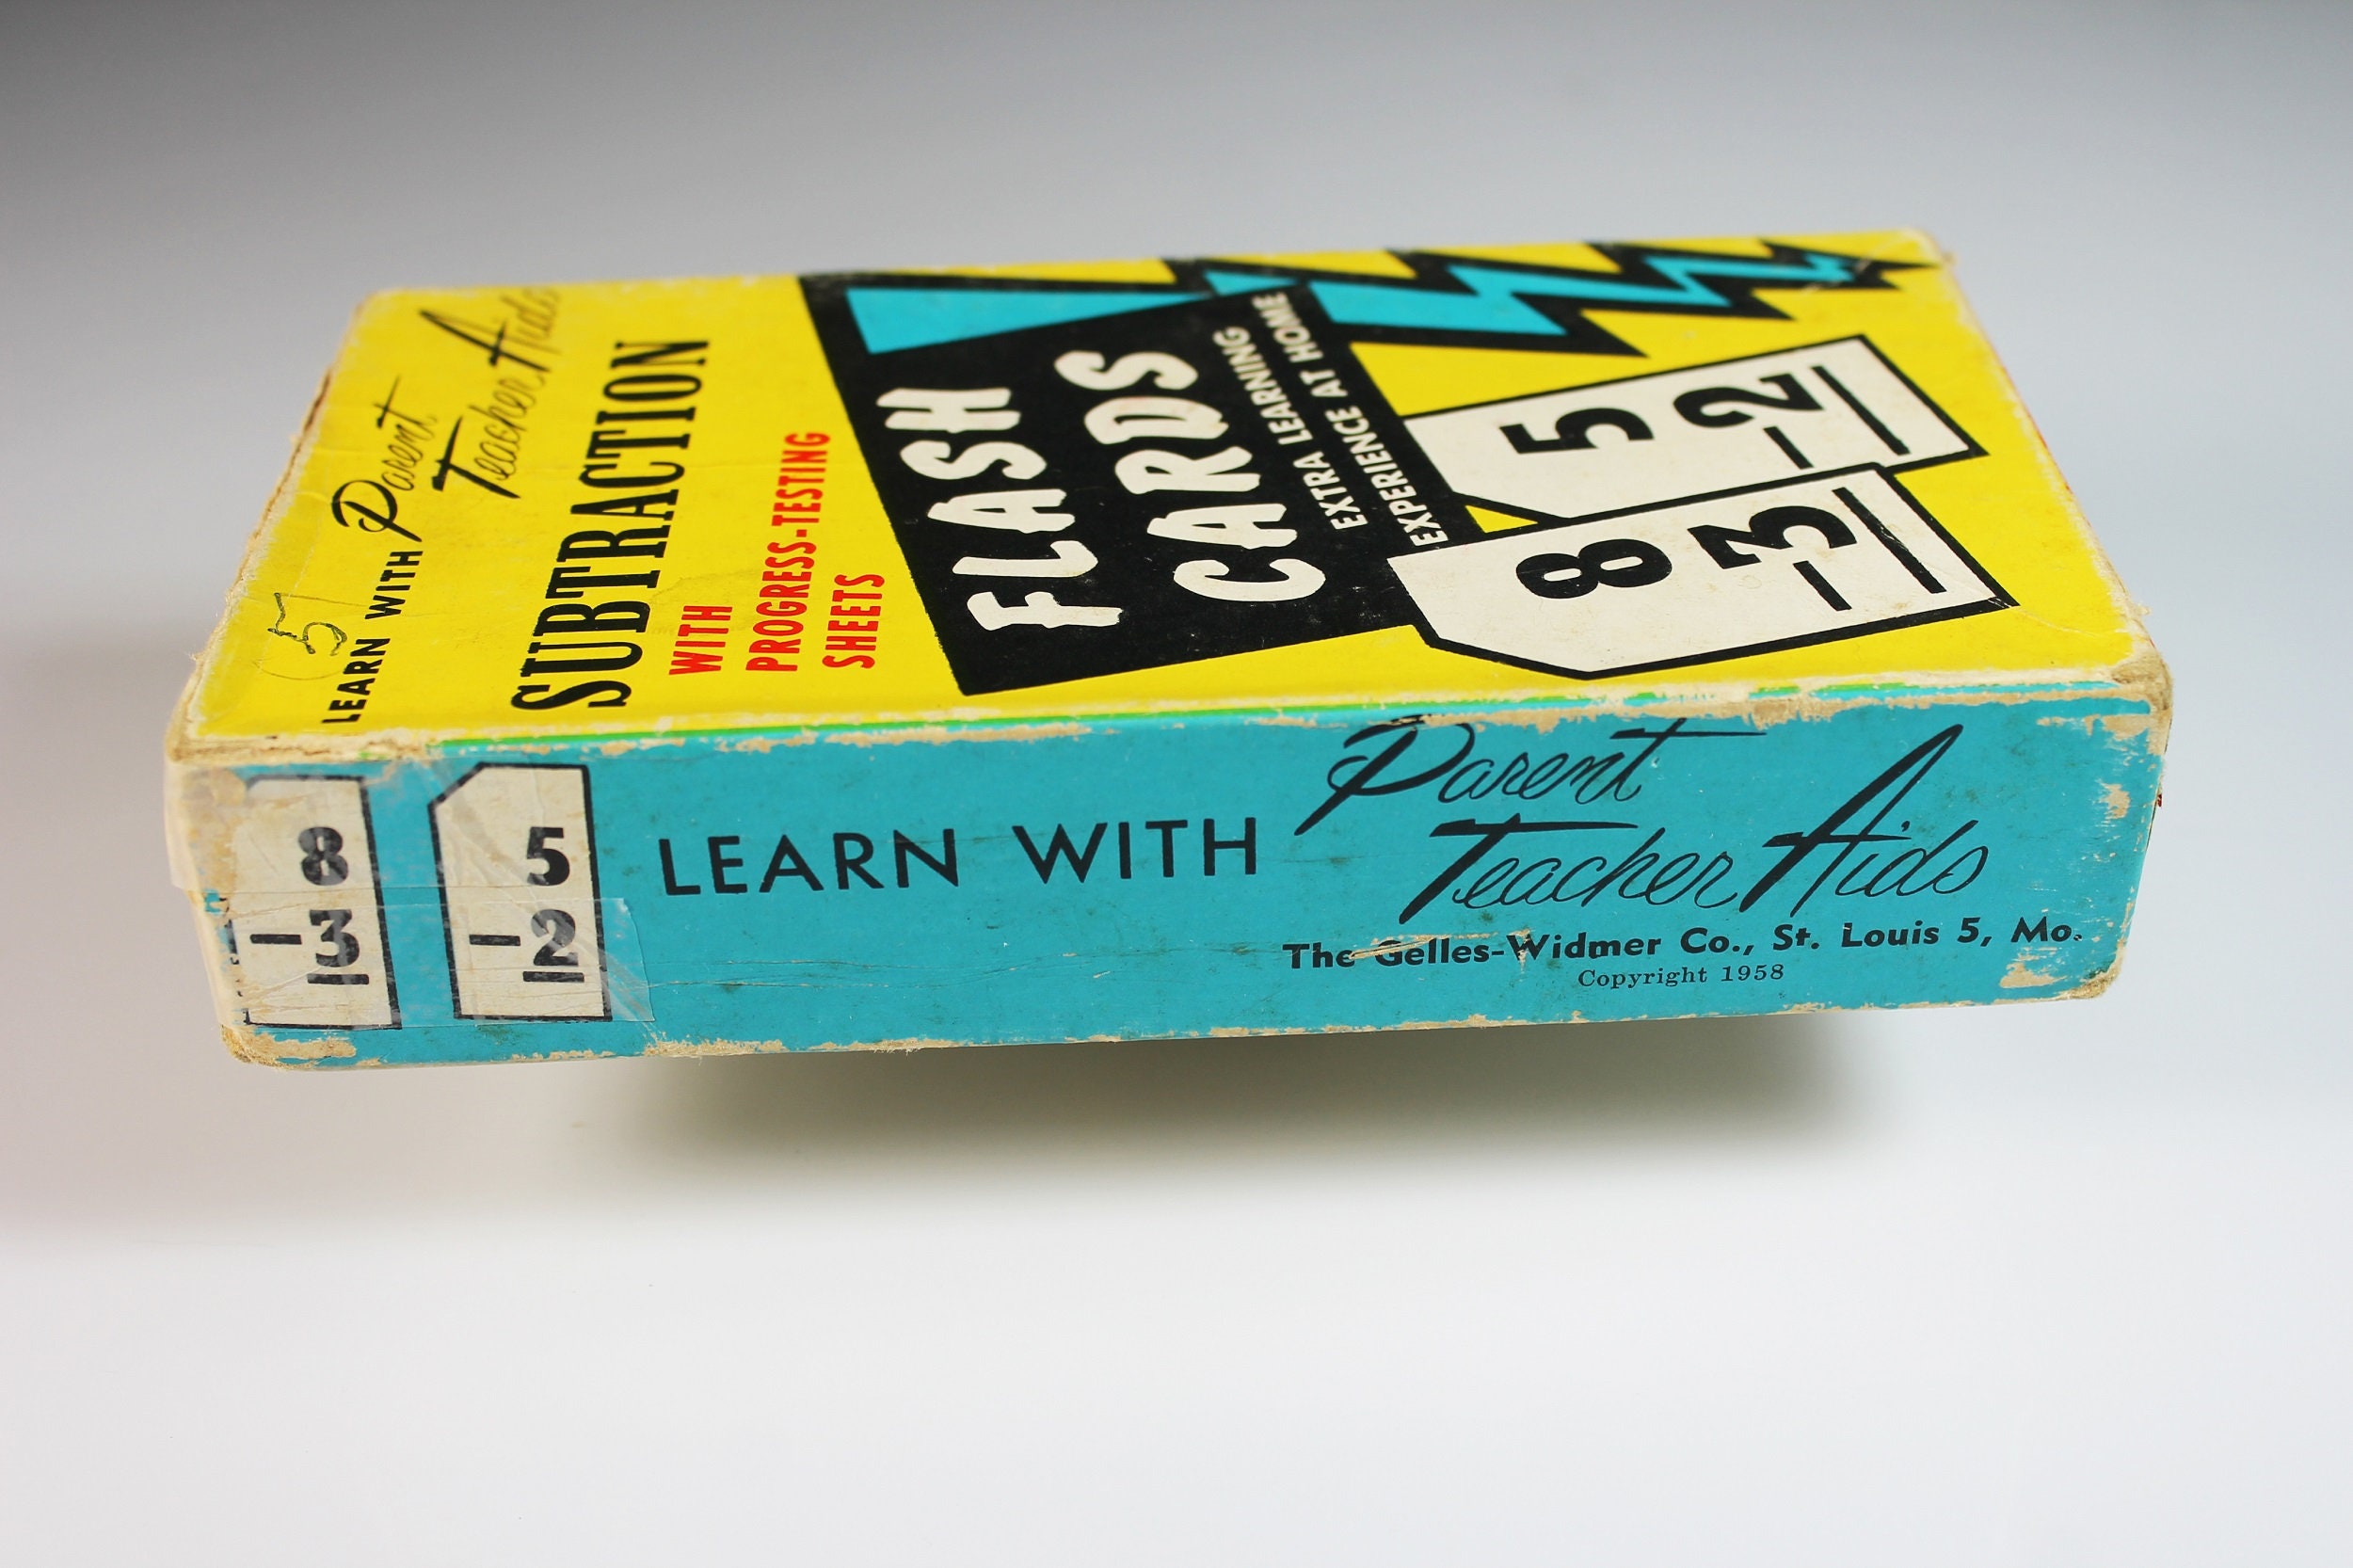 5
LEARN WITH Parent
Teacher Aids
SUBTRACTION
WITH
PROGRESS-TESTING
SHEETS
FLASH
CARDS
EXTRA LEARNING
EXPERIENCE AT HOME
5
-2
8
-3
8
-3
5
-2
LEARN WITH Parent
Teacher Aids
The Gelles-Widmer Co., St. Louis 5, Mo.
Copyright 1958